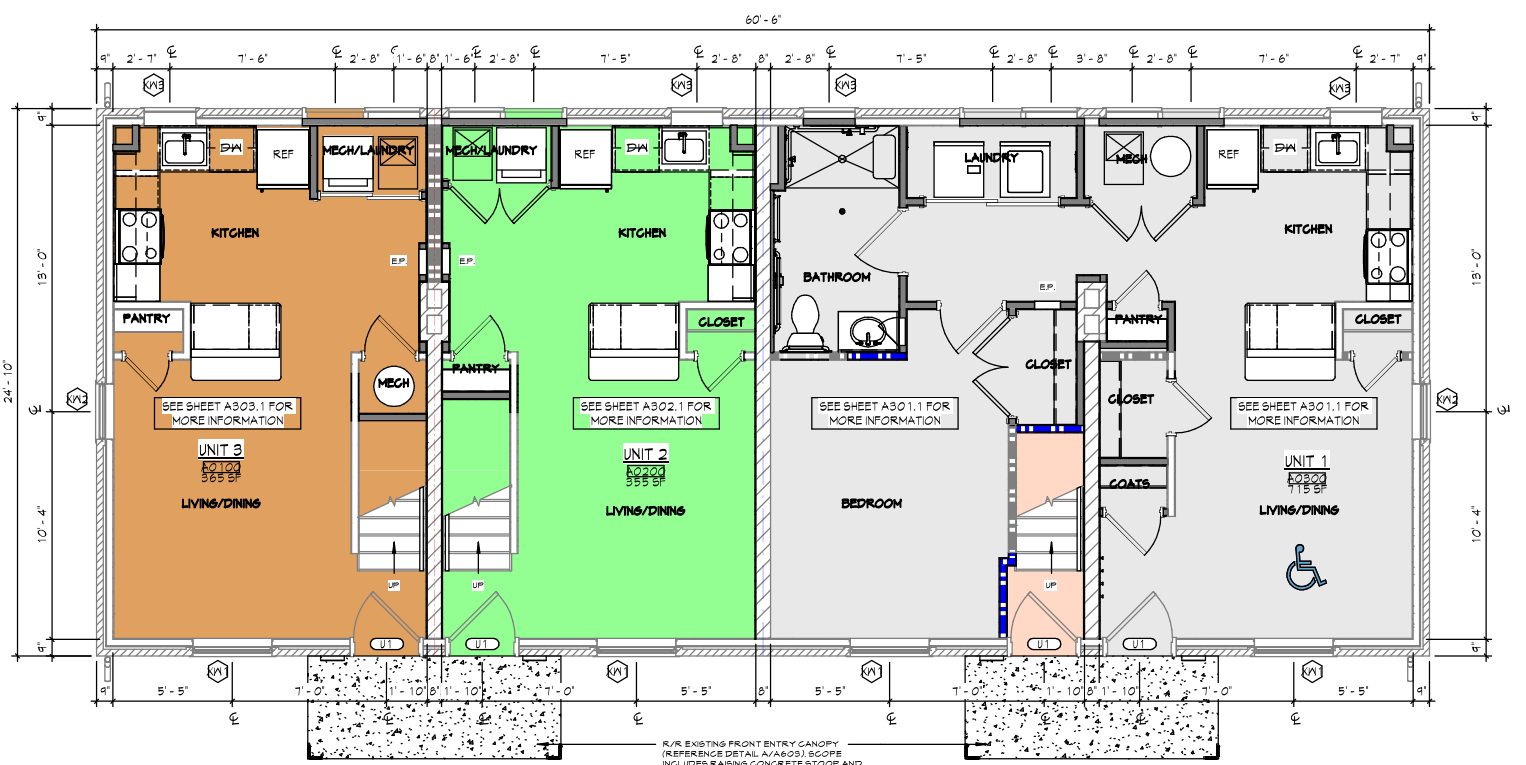 60' - 6"
9" 2' - 7" 7' - 6" 2' - 8" 1' - 6" 8" 1' - 6" 2' - 8" 7' - 5" 2' - 8" 8" 2' - 8" 7' - 5" 2' - 8" 3' - 8" 2' - 8" 7' - 6" 2' - 7" 9"
KW3 KW3 KW3 KW3
9" 9"
DW REF MECH/LAUNDRY MECH/LAUNDRY REF DW LAUNDRY MECH REF DW
KITCHEN KITCHEN KITCHEN
E.P. E.P.
13' - 0" BATHROOM 13' - 0"
E.P.
PANTRY CLOSET PANTRY CLOSET
24' - 10"
PANTRY CLOSET
MECH
KW2 CLOSET KW2
SEE SHEET A303.1 FOR
MORE INFORMATION
SEE SHEET A302.1 FOR
MORE INFORMATION
SEE SHEET A301.1 FOR
MORE INFORMATION
SEE SHEET A301.1 FOR
MORE INFORMATION
UNIT 3
A0100
365 SF
LIVING/DINING
UNIT 2
A0200
355 SF
LIVING/DINING
BEDROOM
COATS
UNIT 1
A0300
715 SF
LIVING/DINING
10' - 4" 10' - 4"
UP UP UP
U1 U1 U1 U1
9" 9"
KW1 KW1 KW1 KW1
9" 5' - 5" 7' - 0" 1' - 10" 8" 1' - 10" 7' - 0" 5' - 5" 8" 5' - 5" 7' - 0" 1' - 10" 8" 1' - 10" 7' - 0" 5' - 5" 9"
R/R EXISTING FRONT ENTRY CANOPY
(REFERENCE DETAIL A/A603). SCOPE
INCLUDES RAISING CONCRETE STOOP AND